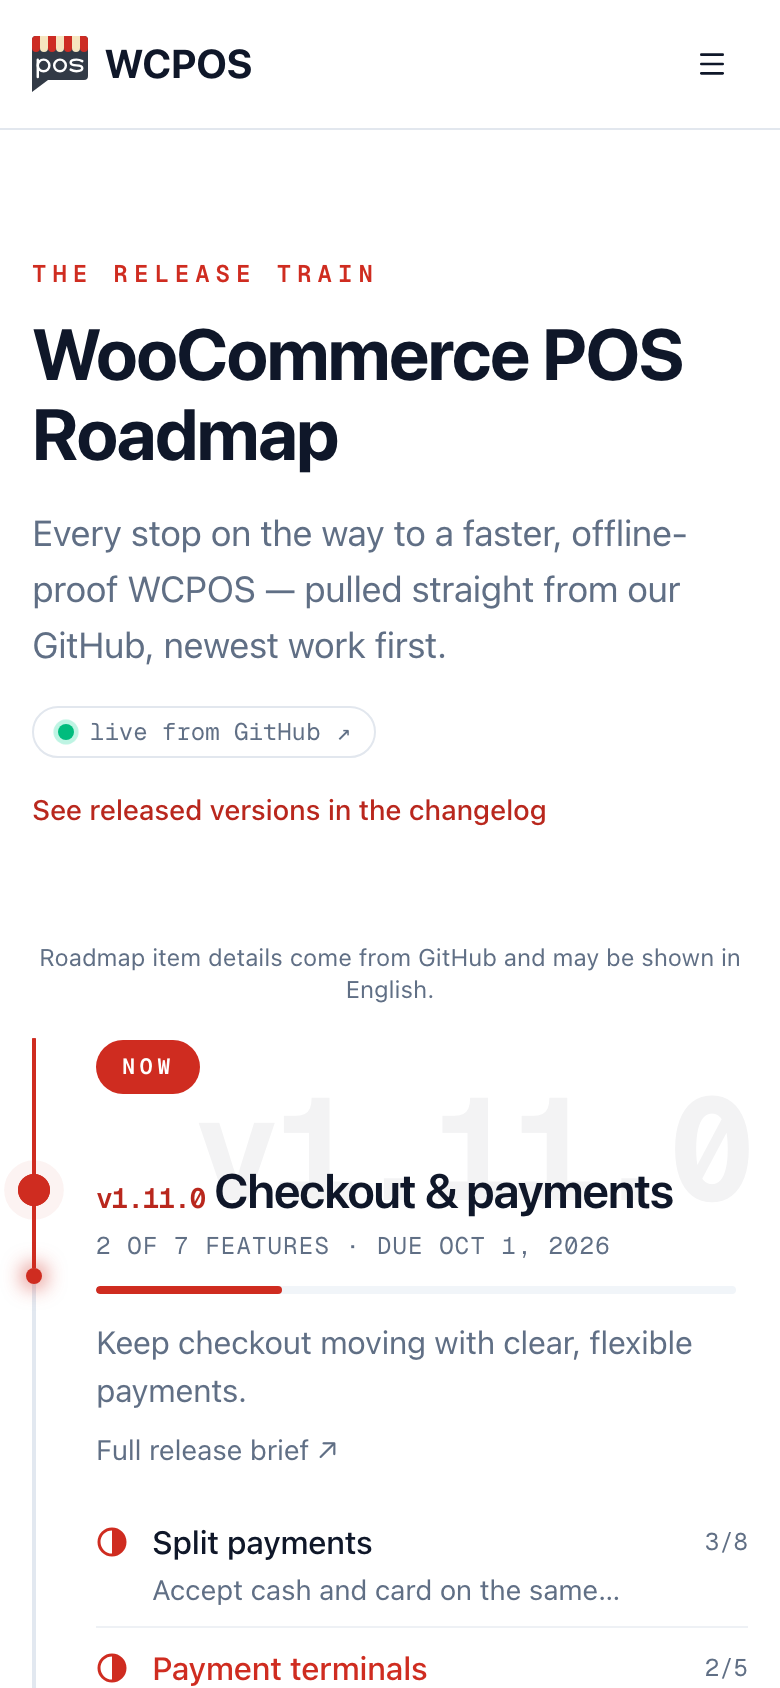 pos WCPOS
THE RELEASE TRAIN
WooCommerce POS
Roadmap
Every stop on the way to a faster, offline-
proof WCPOS — pulled straight from our
GitHub, newest work first.
live from GitHub ↗
See released versions in the changelog
Roadmap item details come from GitHub and may be shown in
English.
NOW
v1.11.0
v1.11.0 Checkout & payments
2 OF 7 FEATURES · DUE OCT 1, 2026
Keep checkout moving with clear, flexible
payments.
Full release brief ↗
Split payments 3/8
Accept cash and card on the same...
Payment terminals 2/5